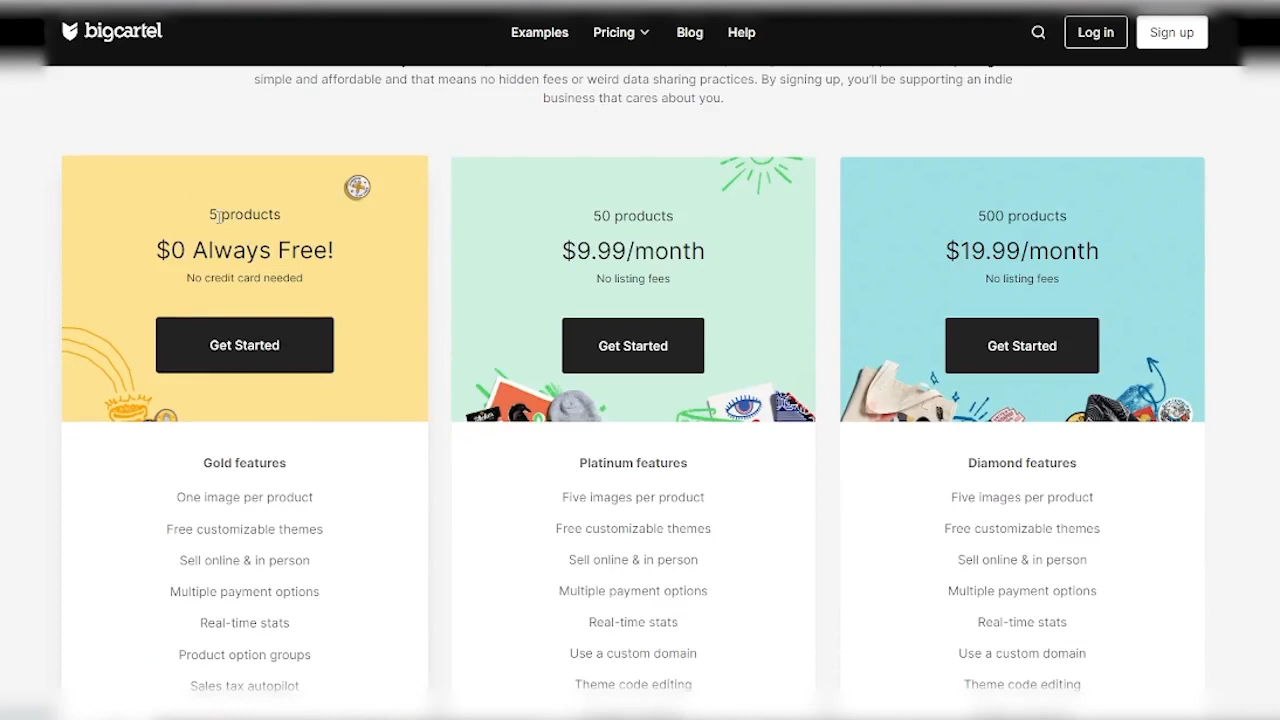 bigcartel
Examples
Pricing
Blog
Help
Log in
Sign up
simple and affordable and that means no hidden fees or weird data sharing practices. By signing up, you'll be supporting an indie
business that cares about you.
5 products
$0 Always Free!
No credit card needed
Get Started
Gold features
One image per product
Free customizable themes
Sell online & in person
Multiple payment options
Real-time stats
Product option groups
Sales tax autopilot
50 products
$9.99/month
No listing fees
Get Started
Platinum features
Five images per product
Free customizable themes
Sell online & in person
Multiple payment options
Real-time stats
Use a custom domain
Theme code editing
500 products
$19.99/month
No listing fees
Get Started
Diamond features
Five images per product
Free customizable themes
Sell online & in person
Multiple payment options
Real-time stats
Use a custom domain
Theme code editing